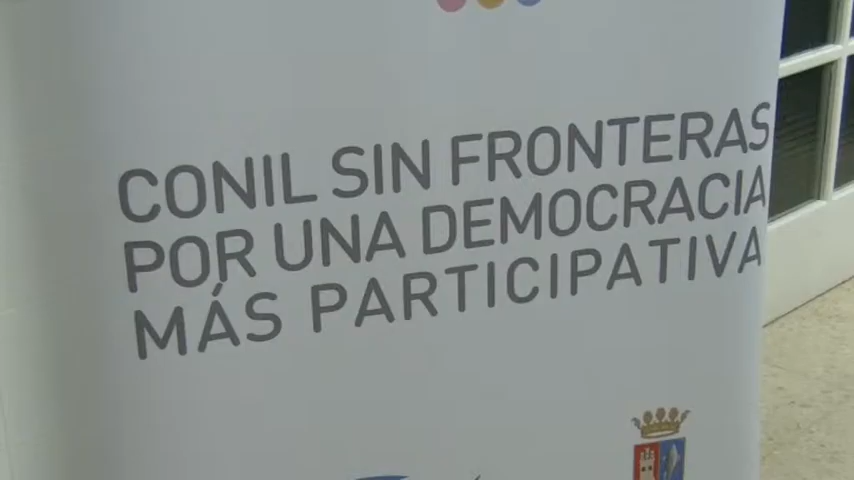 CONIL SIN FRONTERAS
POR UNA DEMOCRACIA
MÁS PARTICIPATIVA